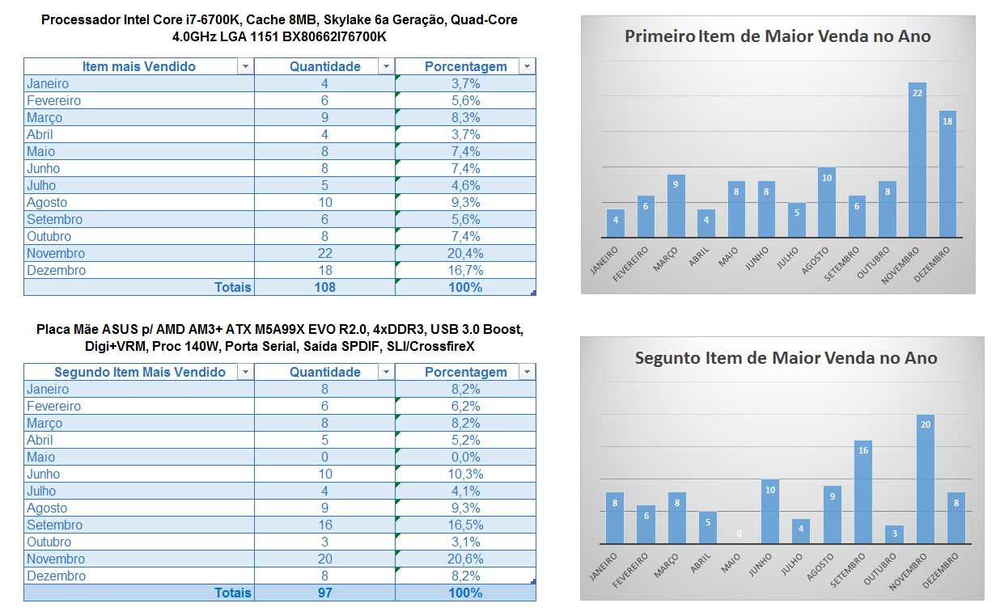 Processador Intel Core i7-6700K, Cache 8MB, Skylake 6a Geração, Quad-Core
4.0GHz LGA 1151 BX80662I76700K
Item mais Vendido Quantidade Porcentagem
Janeiro 4 3,7%
Fevereiro 6 5,6%
Março 9 8,3%
Abril 4 3,7%
Maio 8 7,4%
Junho 8 7,4%
Julho 5 4,6%
Agosto 10 9,3%
Setembro 6 5,6%
Outubro 8 7,4%
Novembro 22 20,4%
Dezembro 18 16,7%
Totais 108 100%
Primeiro Item de Maior Venda no Ano
4 6 9 4 8 8 5 10 6 8 22 18
JANEIRO FEVEREIRO MARÇO ABRIL MAIO JUNHO JULHO AGOSTO SETEMBRO OUTUBRO NOVEMBRO DEZEMBRO
Placa Mãe ASUS p/ AMD AM3+ ATX M5A99X EVO R2.0, 4xDDR3, USB 3.0 Boost,
Digi+VRM, Proc 140W, Porta Serial, Saída SPDIF, SLI/CrossfireX
Segundo Item Mais Vendido Quantidade Porcentagem
Janeiro 8 8,2%
Fevereiro 6 6,2%
Março 8 8,2%
Abril 5 5,2%
Maio 0 0,0%
Junho 10 10,3%
Julho 4 4,1%
Agosto 9 9,3%
Setembro 16 16,5%
Outubro 3 3,1%
Novembro 20 20,6%
Dezembro 8 8,2%
Totais 97 100%
Segunto Item de Maior Venda no Ano
8 6 8 5 0 10 4 9 16 3 20 8
JANEIRO FEVEREIRO MARÇO ABRIL MAIO JUNHO JULHO AGOSTO SETEMBRO OUTUBRO NOVEMBRO DEZEMBRO